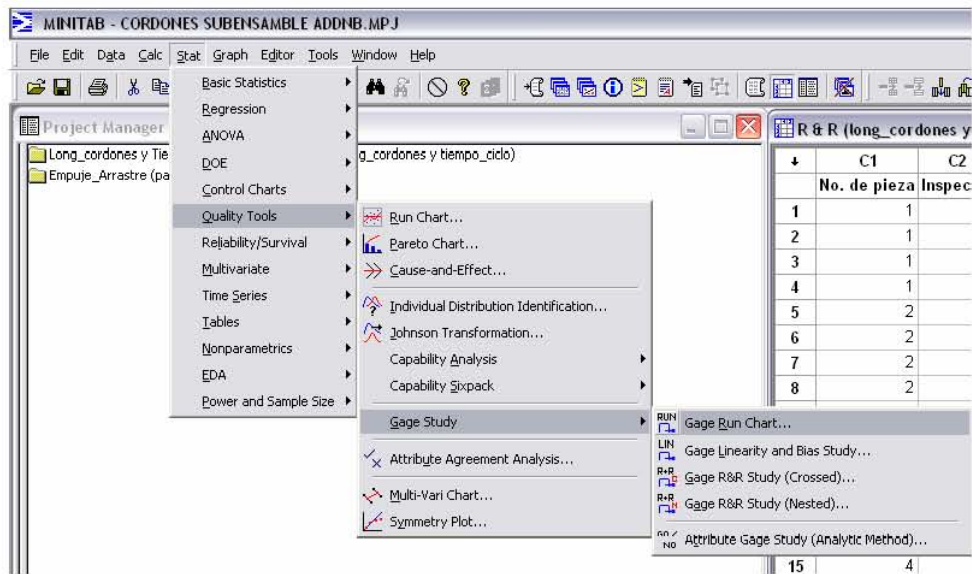 MINITAB - CORDONES SUBENSAMBLE ADDNB.MPJ
File Edit Data Calc Stat Graph Editor Tools Window Help
Project Manager
Long_cordones y Tie
g_cordones y tiempo_ciclo)
Empuje_Arrastre (pa
Basic Statistics
Regression
ANOVA
DOE
Control Charts
Quality Tools
Reliability/Survival
Multivariate
Time Series
Tables
Nonparametrics
EDA
Power and Sample Size
Run Chart...
Pareto Chart...
Cause-and-Effect...
Individual Distribution Identification...
Johnson Transformation...
Capability Analysis
Capability Sixpack
Gage Study
Attribute Agreement Analysis...
Multi-Vari Chart...
Symmetry Plot...
RUN Gage Run Chart...
LIN Gage Linearity and Bias Study...
R+R Gage R&R Study (Crossed)...
R+R Gage R&R Study (Nested)...
NO Attribute Gage Study (Analytic Method)...
R & R (long_cordones y
C1 C2
No. de pieza Inspec
1 1
2 1
3 1
4 1
5 2
6 2
7 2
8 2
15 4